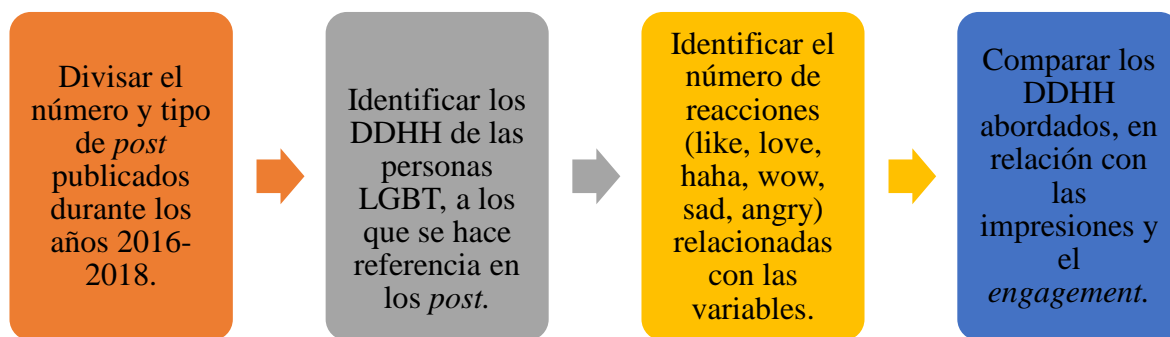 Divisar el
número y tipo
de post
publicados
durante los
años 2016-
2018.
Identificar los
DDHH de las
personas
LGBT, a los
que se hace
referencia en
los post.
Identificar el
número de
reacciones
(like, love,
haha, wow,
sad, angry)
relacionadas
con las
variables.
Comparar los
DDHH
abordados, en
relación con
las
impresiones y
el
engagement.